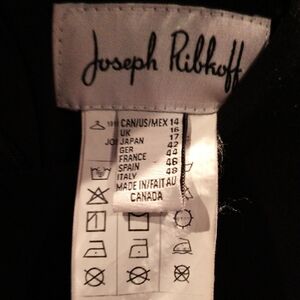 Joseph Ribkoff
CAN/US/MEX 14
UK 16
JAPAN 17
GER 42
FRANCE 44
SPAIN 46
ITALY 48
MADE IN/FAIT AU
CANADA